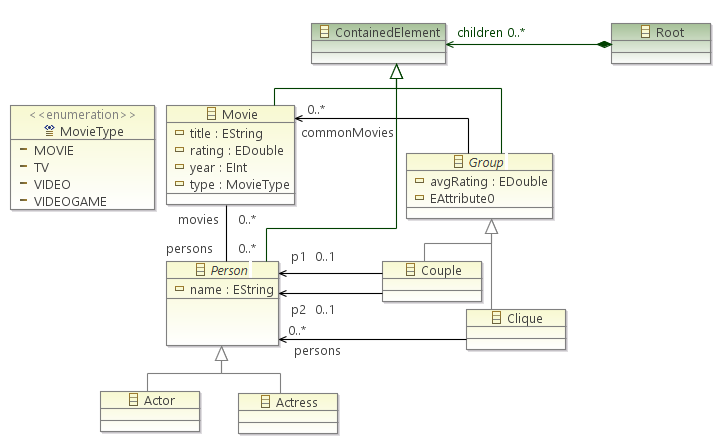 ContainedElement
children 0..*
Root
<<enumeration>>
MovieType
MOVIE
TV
VIDEO
VIDEOGAME
Movie
title : EString
rating : EDouble
year : EInt
type : MovieType
0..*
commonMovies
Group
avgRating : EDouble
EAttribute0
movies 0..*
persons 0..*
Person
name : EString
p1 0..1
p2 0..1
Couple
0..*
persons
Clique
Actor
Actress